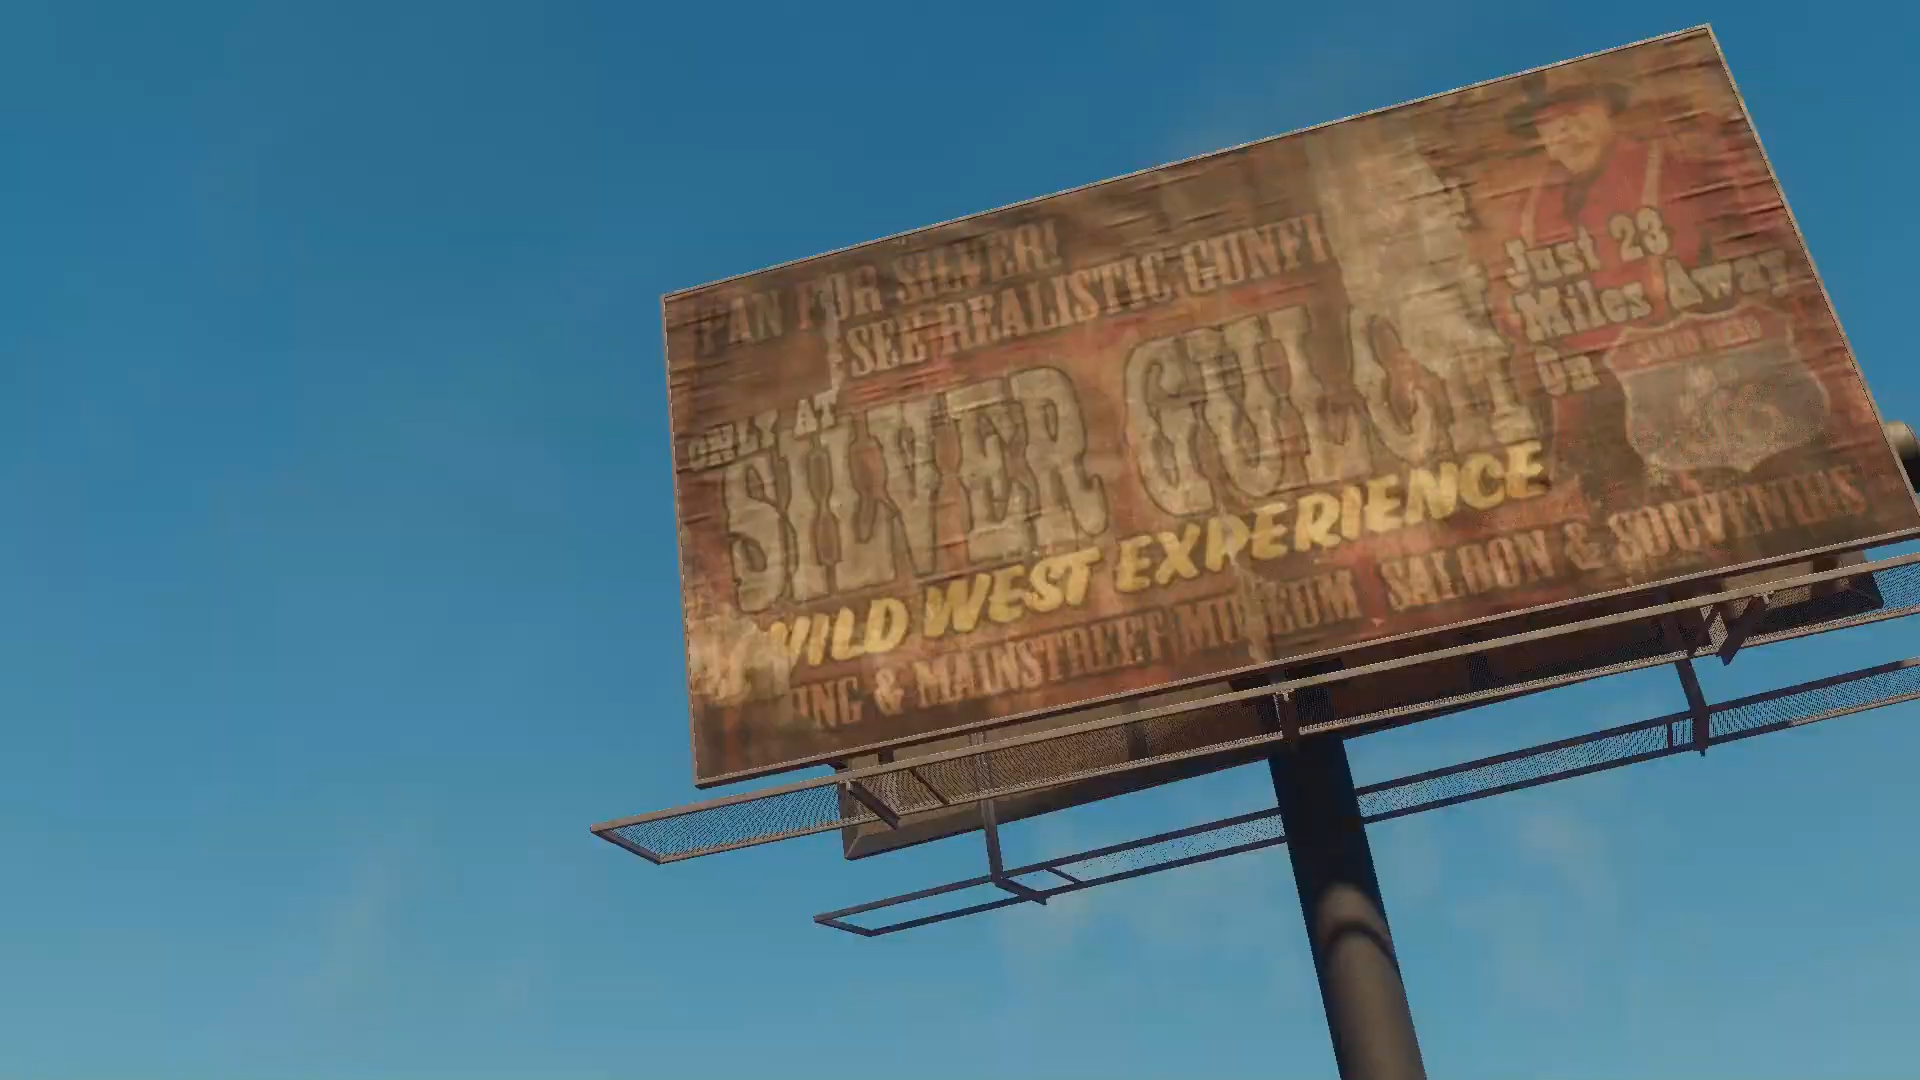 PAN FOR SILVER!
SEE REALISTIC GUNFI
ONLY AT
SILVER GULCH
WILD WEST EXPERIENCE
ING & MAINSTREET MUSEUM SALOON & SOUVENIRS
Just 23
Miles Away
On